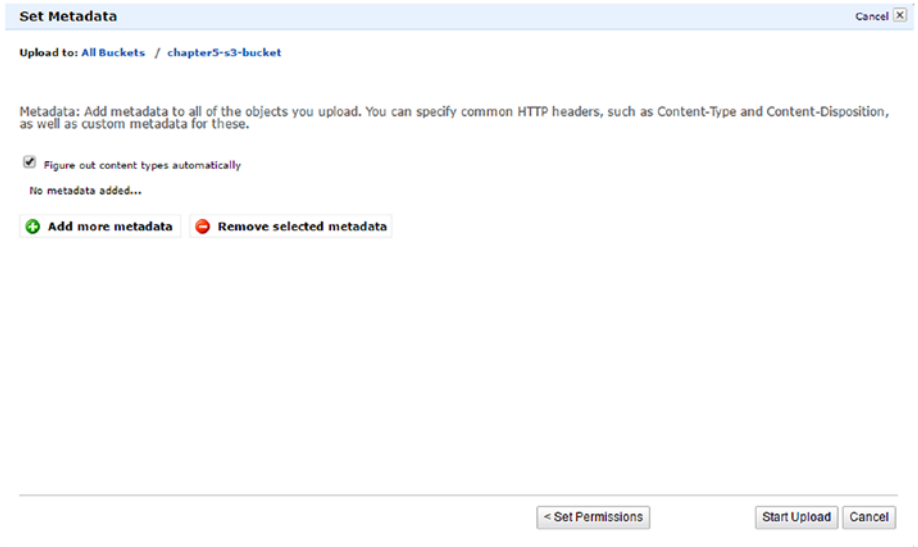 Set Metadata
Cancel
Upload to: All Buckets / chapter5-s3-bucket
Metadata: Add metadata to all of the objects you upload. You can specify common HTTP headers, such as Content-Type and Content-Disposition,
as well as custom metadata for these.
Figure out content types automatically
No metadata added...
Add more metadata
Remove selected metadata
< Set Permissions
Start Upload
Cancel